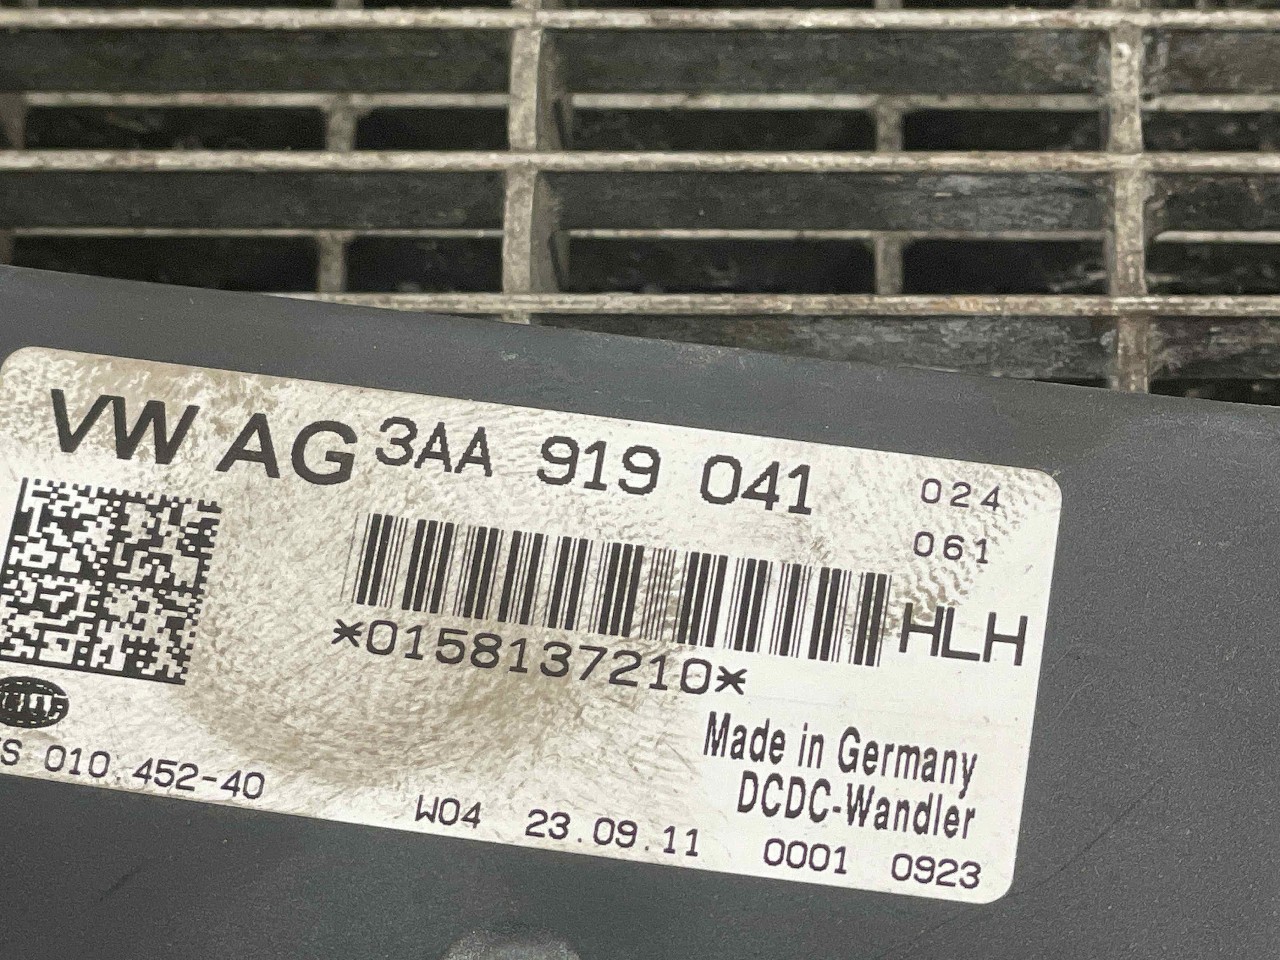 VW AG 3AA 919 041 024
061
HLH
*0158137210*
HELLA
S 010.452-40
Made in Germany
DCDC-Wandler
W04 23.09.11 0001 0923